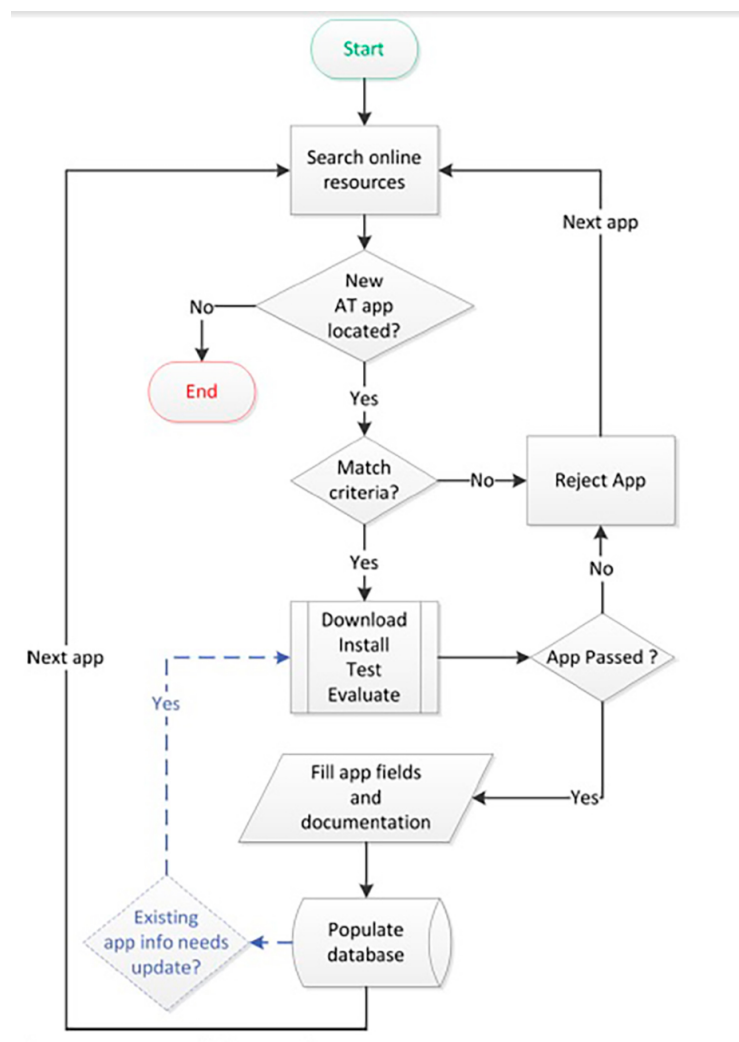 Start
Search online
resources
Next app
New
AT app
located?
No
End
Yes
Match
criteria?
No
Reject App
Yes
No
Download
Install
Test
Evaluate
App Passed ?
Next app
Yes
Fill app fields
and
documentation
Yes
Existing
app info needs
update?
Populate
database